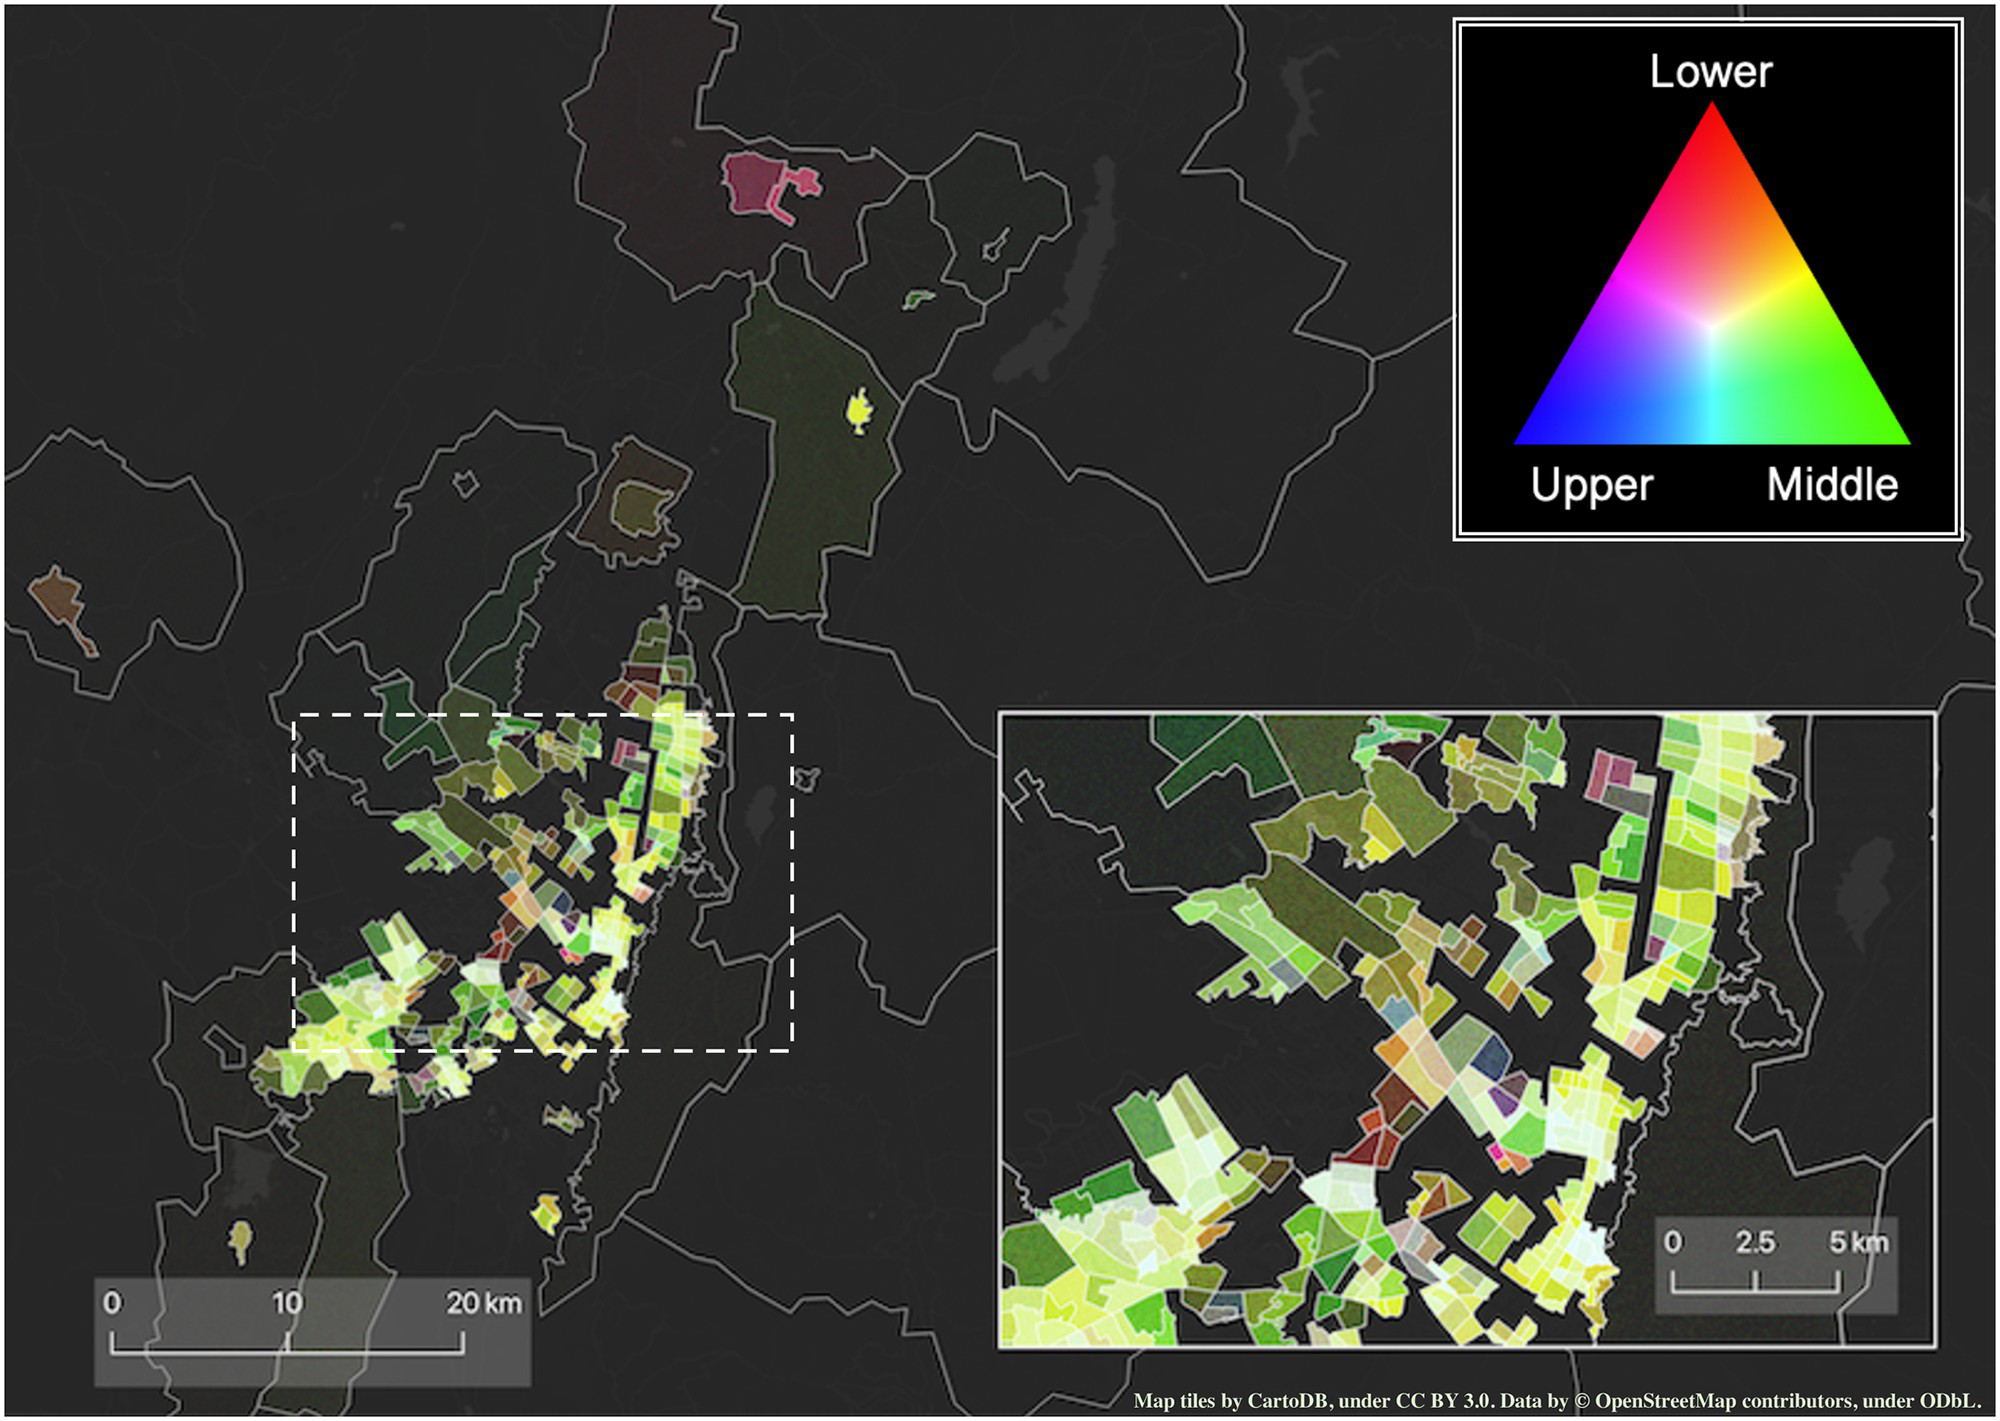 Lower
Upper Middle
0 10 20 km
0 2.5 5 km
Map tiles by CartoDB, under CC BY 3.0. Data by © OpenStreetMap contributors, under ODbL.